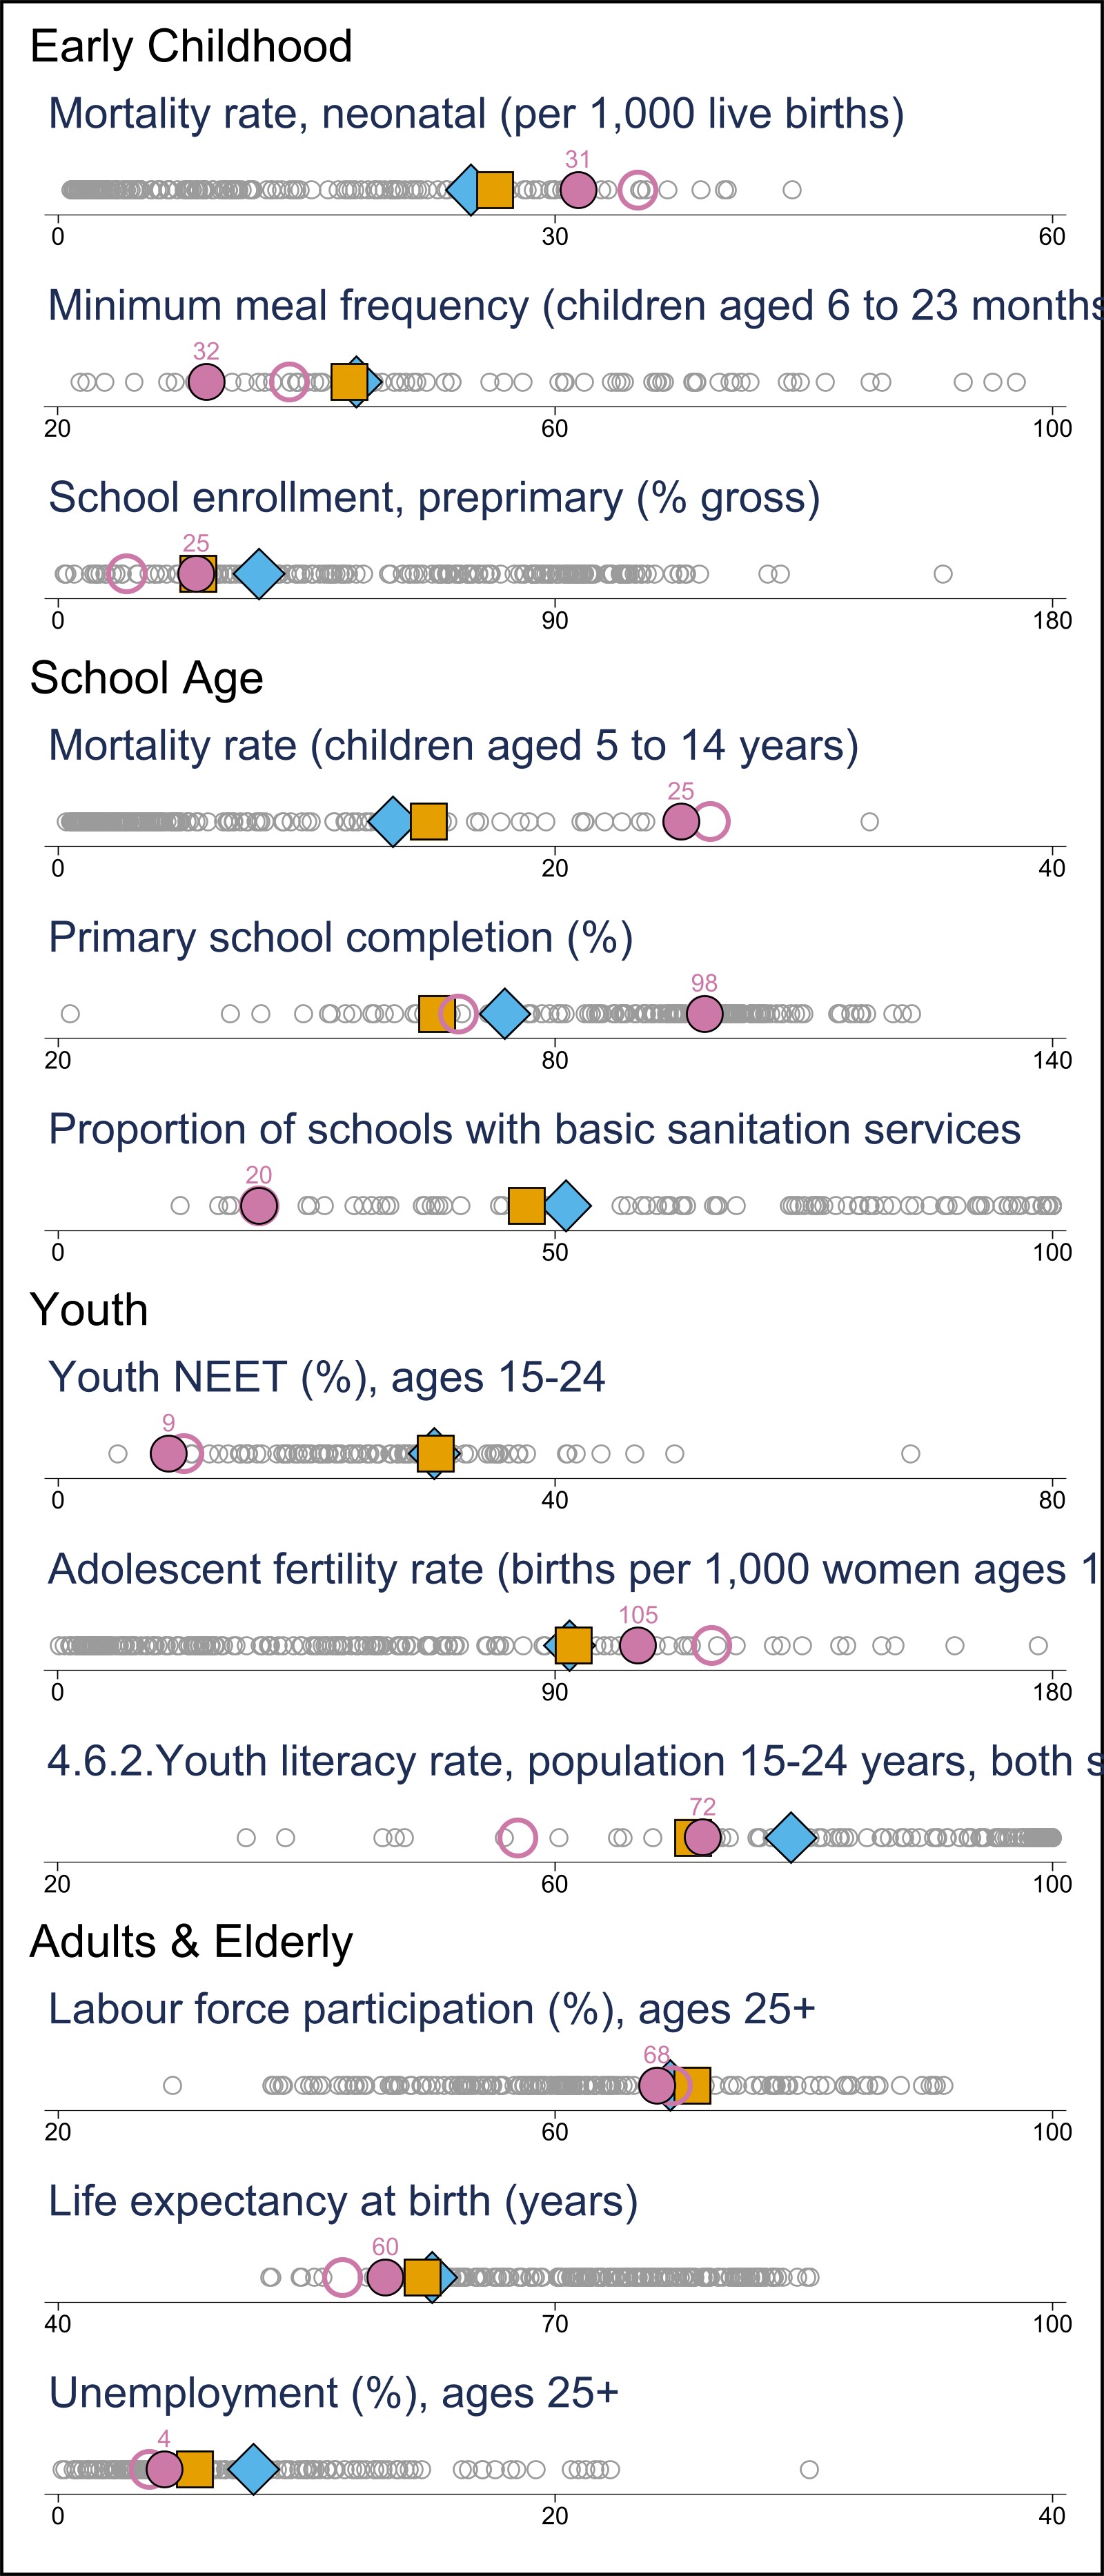 Early Childhood
Mortality rate, neonatal (per 1,000 live births)
31
0 30 60
Minimum meal frequency (children aged 6 to 23 months
32
20 60 100
School enrollment, preprimary (% gross)
25
0 90 180
School Age
Mortality rate (children aged 5 to 14 years)
25
0 20 40
Primary school completion (%)
98
20 80 140
Proportion of schools with basic sanitation services
20
0 50 100
Youth
Youth NEET (%), ages 15-24
9
0 40 80
Adolescent fertility rate (births per 1,000 women ages 1
105
0 90 180
4.6.2.Youth literacy rate, population 15-24 years, both s
72
20 60 100
Adults & Elderly
Labour force participation (%), ages 25+
68
20 60 100
Life expectancy at birth (years)
60
40 70 100
Unemployment (%), ages 25+
4
0 20 40